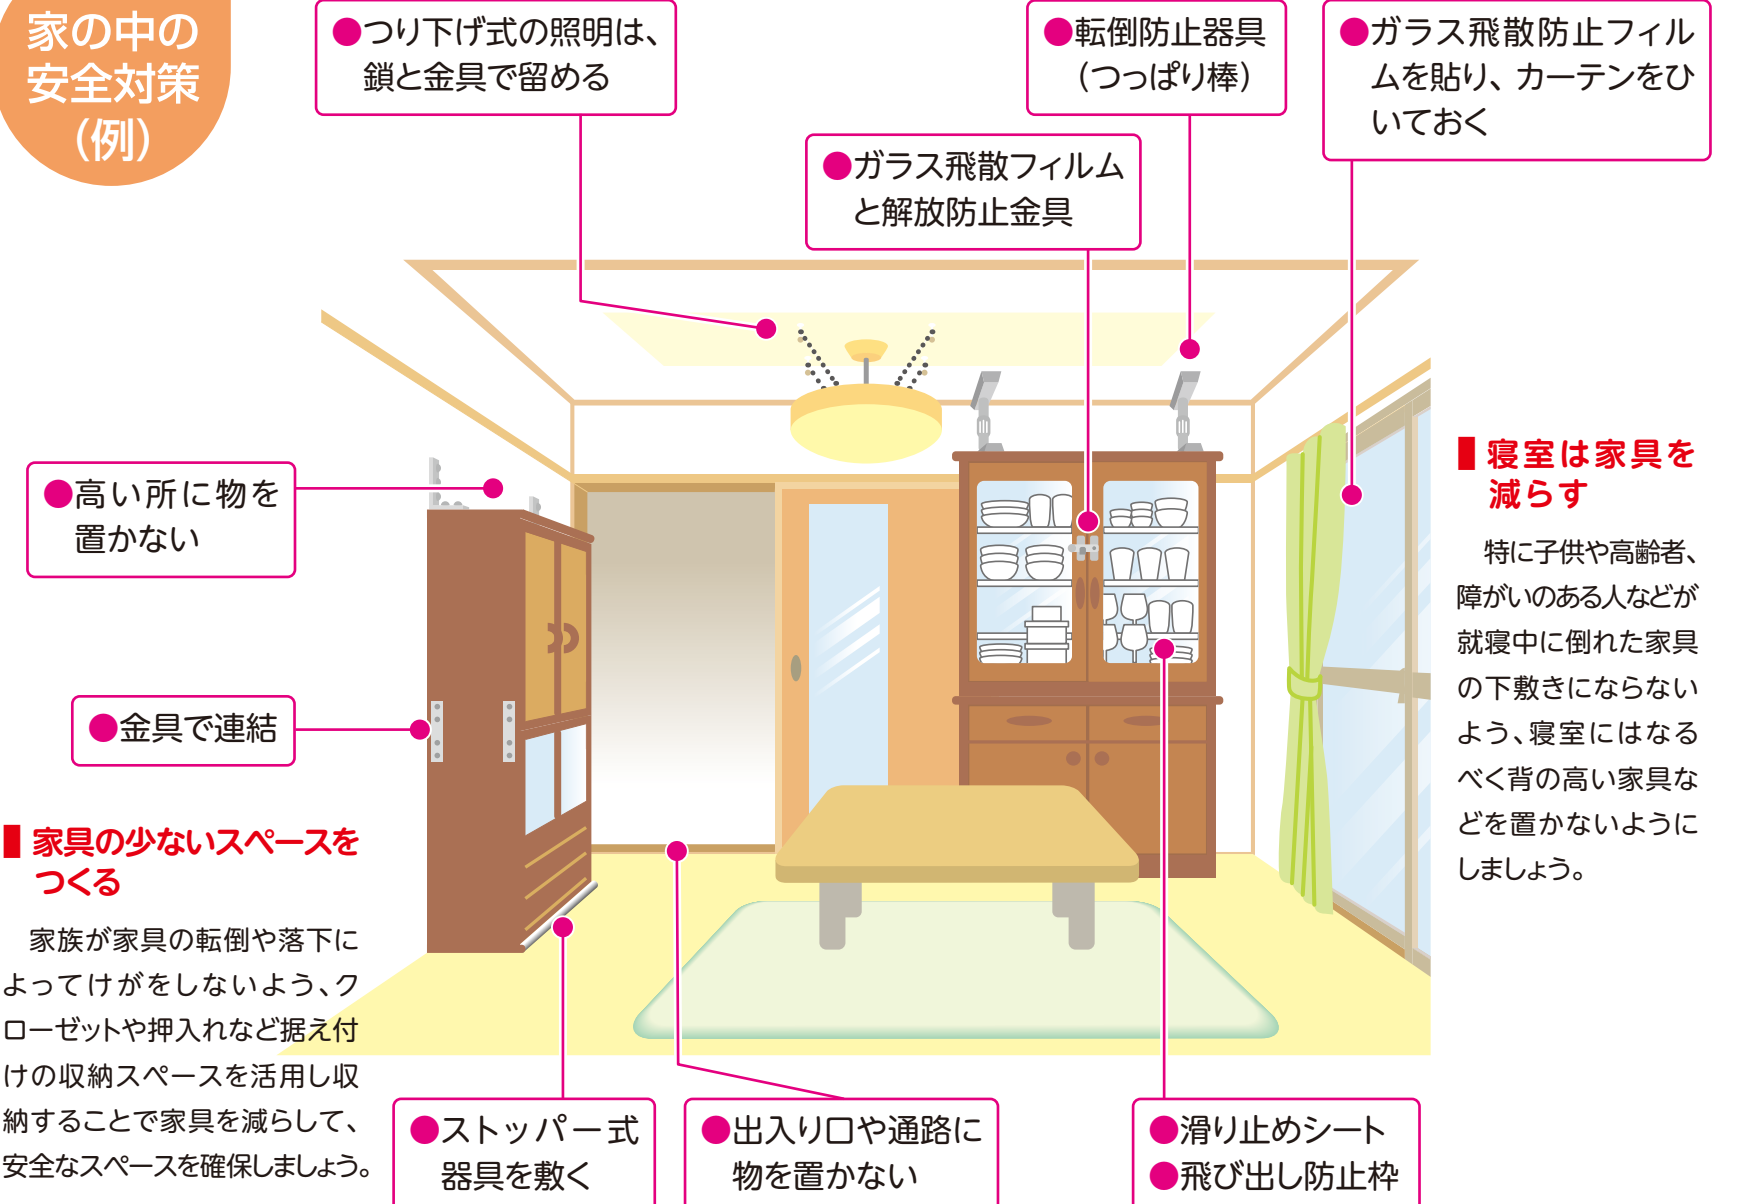 家の中の
安全対策
（例）
●つり下げ式の照明は、
鎖と金具で留める
●転倒防止器具
（つっぱり棒）
●ガラス飛散防止フィル
ムを貼り、カーテンをひ
いておく
●ガラス飛散フィルム
と解放防止金具
●高い所に物を
置かない
●金具で連結
■寝室は家具を
減らす
特に子供や高齢者、
障がいのある人などが
就寝中に倒れた家具
の下敷きにならない
よう、寝室にはなる
べく背の高い家具な
どを置かないように
しましょう。
■家具の少ないスペースを
つくる
家族が家具の転倒や落下に
よってけがをしないよう、ク
ローゼットや押入れなど据え付
けの収納スペースを活用し収
納することで家具を減らして、
安全なスペースを確保しましょう。
●ストッパー式
器具を敷く
●出入り口や通路に
物を置かない
●滑り止めシート
●飛び出し防止枠